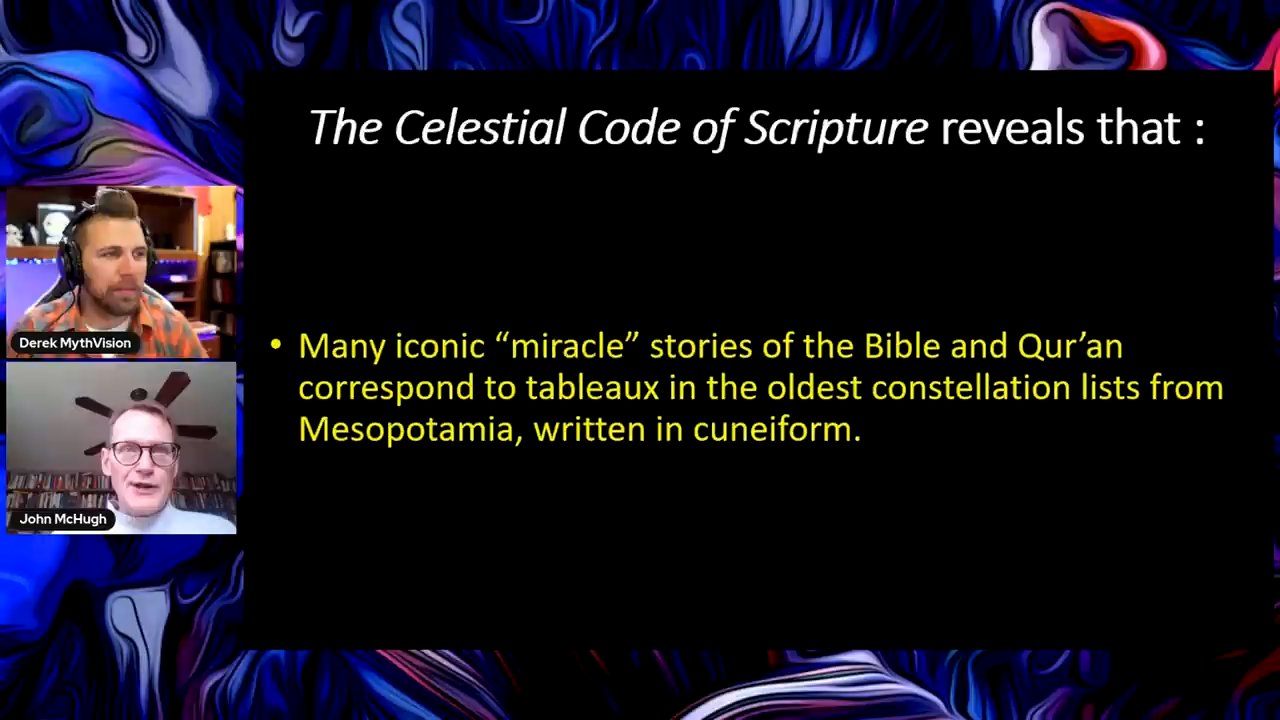 The Celestial Code of Scripture reveals that :
Derek MythVision
• Many iconic “miracle” stories of the Bible and Qur’an
correspond to tableaux in the oldest constellation lists from
Mesopotamia, written in cuneiform.
John McHugh